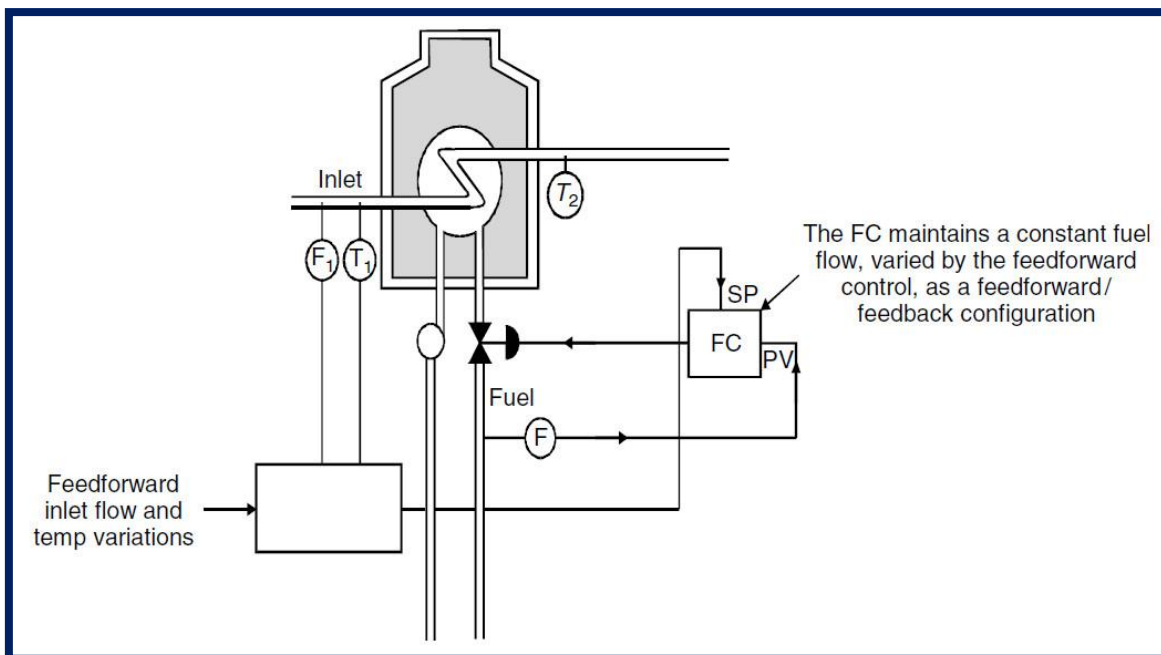 Inlet
T2
F1
T1
The FC maintains a constant fuel
flow, varied by the feedforward
control, as a feedforward/
feedback configuration
SP
FC
PV
Fuel
F
Feedforward
inlet flow and
temp variations